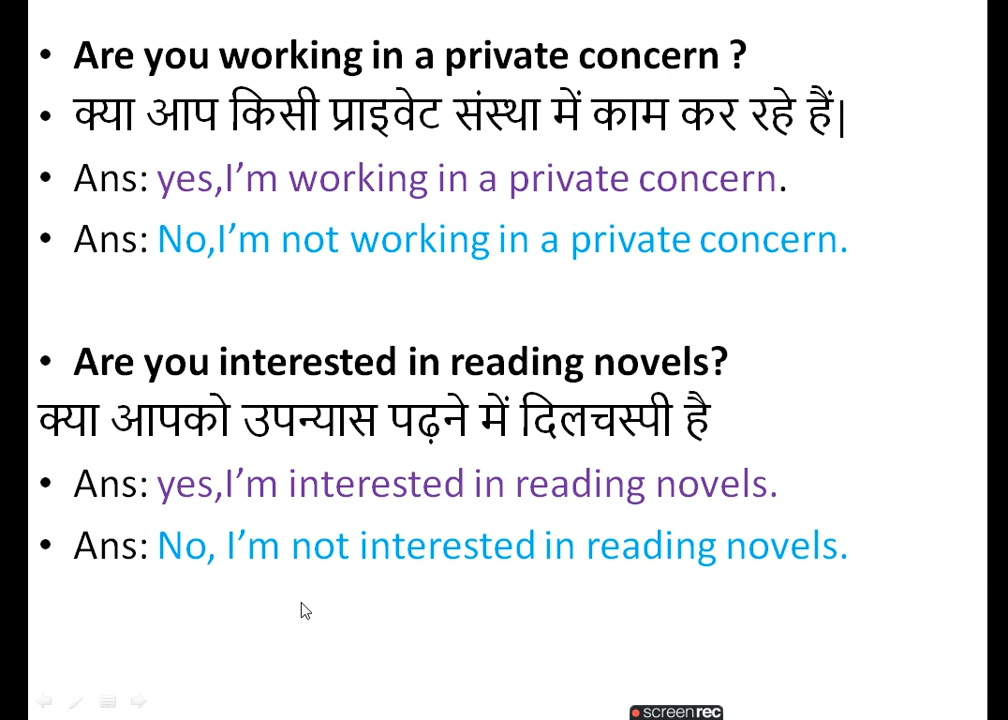 • Are you working in a private concern ?
• क्या आप किसी प्राइवेट संस्था में काम कर रहे हैं|
• Ans: yes,I’m working in a private concern.
• Ans: No,I’m not working in a private concern.
• Are you interested in reading novels?
क्या आपको उपन्यास पढ़ने में दिलचस्पी है
• Ans: yes,I’m interested in reading novels.
• Ans: No, I’m not interested in reading novels.
screenrec